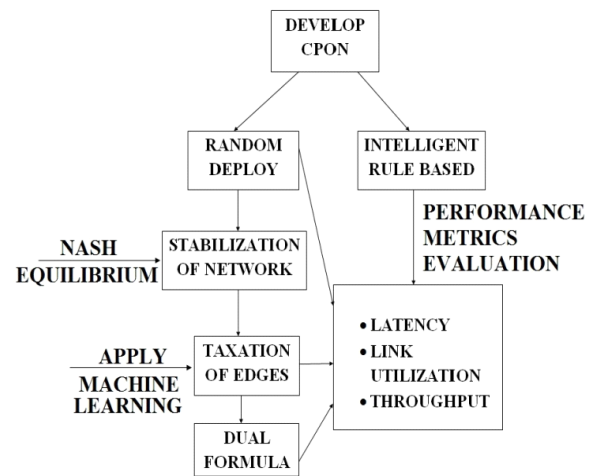 DEVELOP
CPON
RANDOM
DEPLOY
INTELLIGENT
RULE BASED
PERFORMANCE
METRICS
EVALUATION
NASH
EQUILIBRIUM
STABILIZATION
OF NETWORK
APPLY
MACHINE
LEARNING
TAXATION
OF EDGES
• LATENCY
• LINK
UTILIZATION
• THROUGHPUT
DUAL
FORMULA